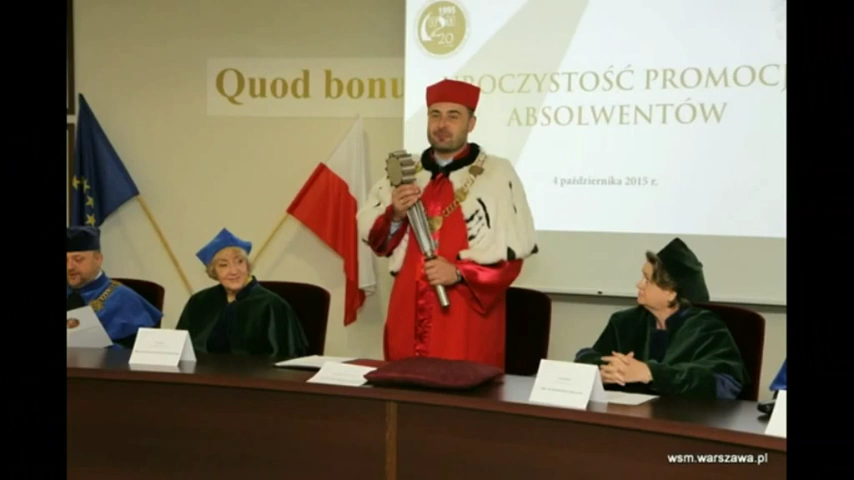 1995
20
Quod bonu
UROCZYSTOŚĆ PROMOCJ
ABSOLWENTÓW
4 października 2015 r.
wsm.warszawa.pl